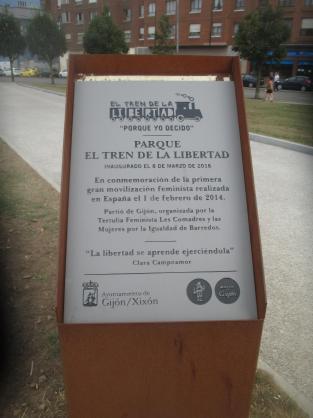 EL TREN DE LA
LIBERTAD
"PORQUE YO DECIDO"
PARQUE
EL TREN DE LA LIBERTAD
INAUGURADO EL 8 DE MARZO DE 2016
En conmemoración de la primera
gran movilización feminista realizada
en España el 1 de febrero de 2014.
Partió de Gijón, organizada por la
Tertulia Feminista Les Comadres y las
Mujeres por la Igualdad de Barredos.
"La libertad se aprende ejerciéndola"
Clara Campoamor
Ayuntamiento de
Gijón/Xixón